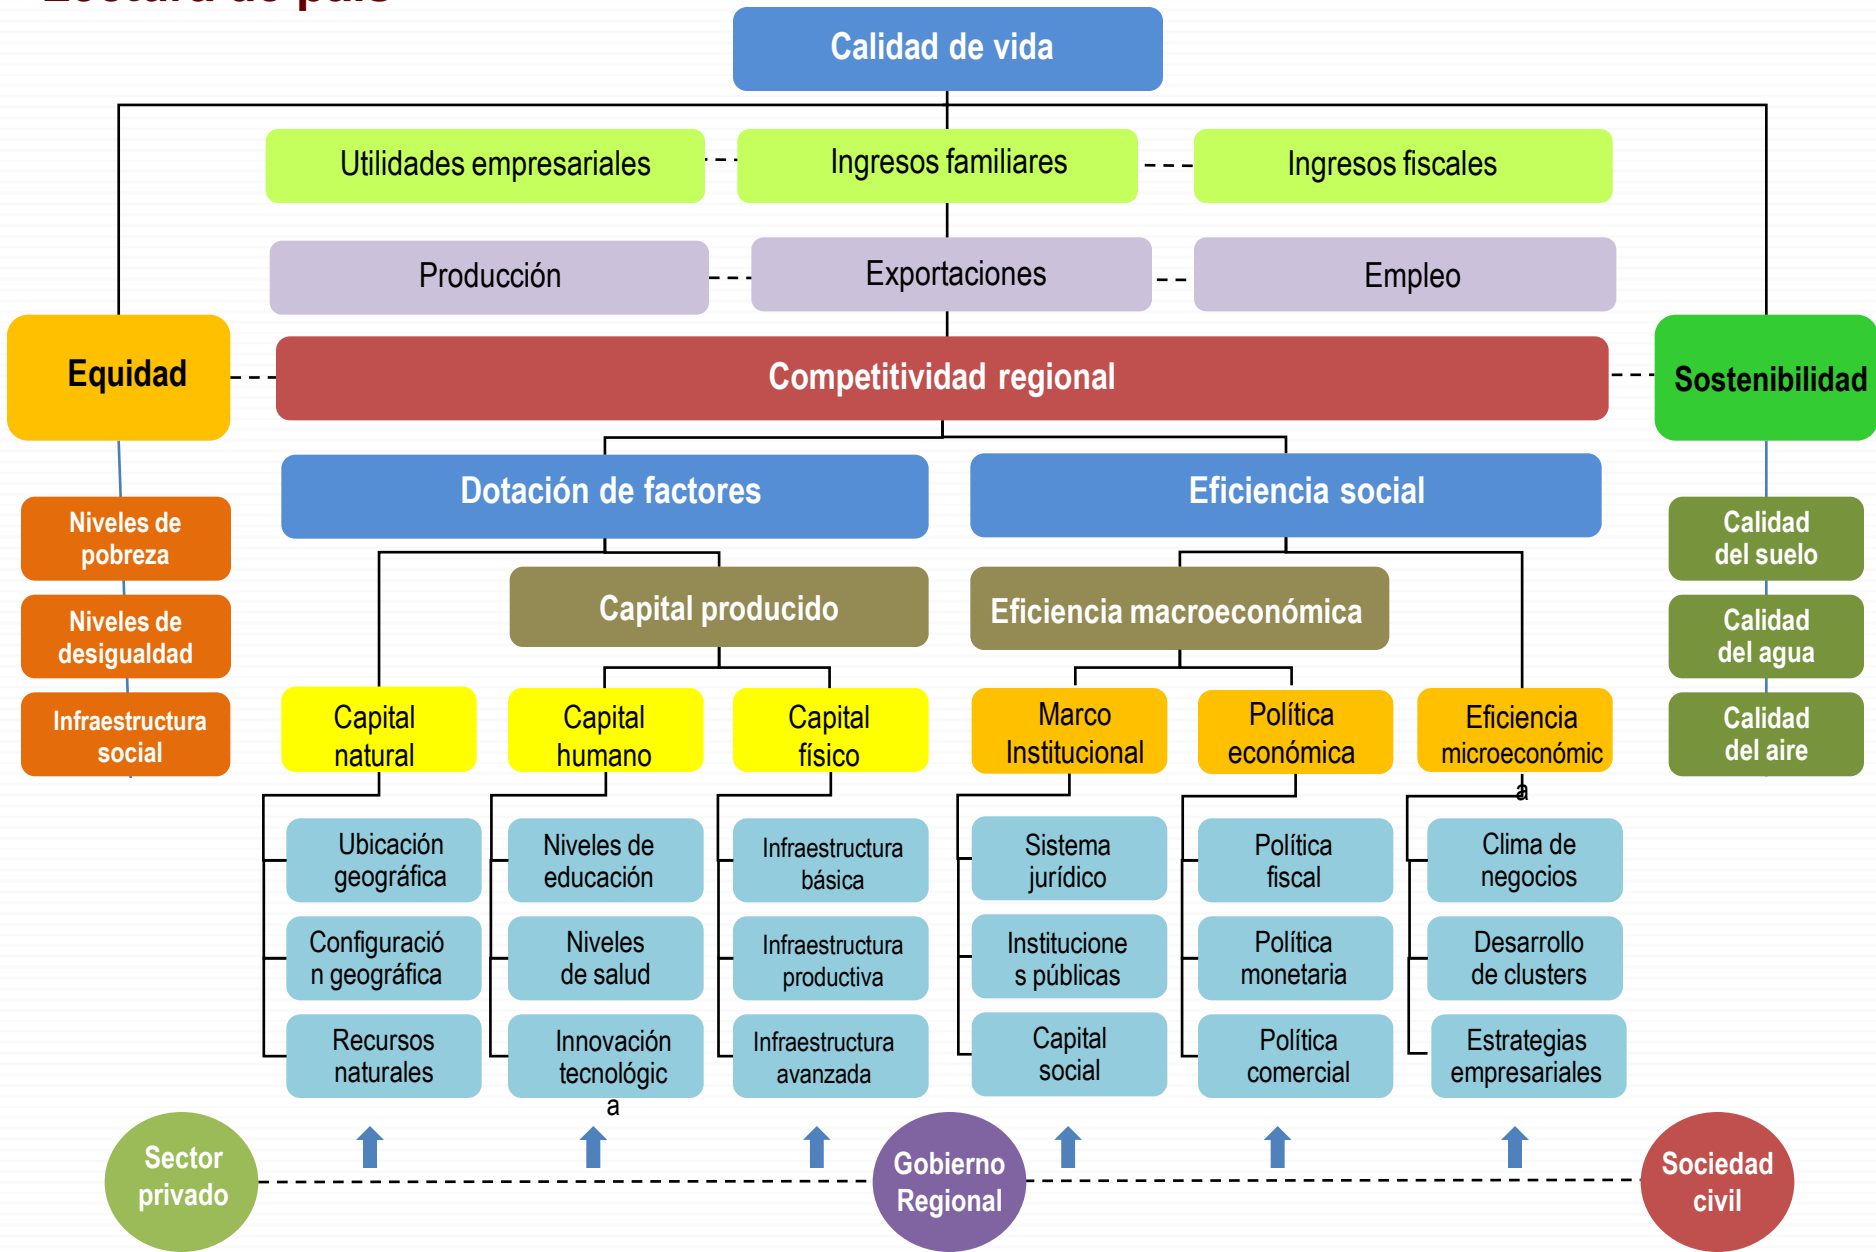 Lectura de país
Calidad de vida
Utilidades empresariales
Ingresos familiares
Ingresos fiscales
Producción
Exportaciones
Empleo
Equidad
Competitividad regional
Sostenibilidad
Dotación de factores
Eficiencia social
Niveles de
pobreza
Niveles de
desigualdad
Infraestructura
social
Calidad
del suelo
Calidad
del agua
Calidad
del aire
Capital producido
Eficiencia macroeconómica
Capital
natural
Capital
humano
Capital
físico
Marco
Institucional
Política
económica
Eficiencia
microeconómic
a
Ubicación
geográfica
Configuració
n geográfica
Recursos
naturales
Niveles de
educación
Niveles
de salud
Innovación
tecnológic
a
Infraestructura
básica
Infraestructura
productiva
Infraestructura
avanzada
Sistema
jurídico
Institucione
s públicas
Capital
social
Política
fiscal
Política
monetaria
Política
comercial
Clima de
negocios
Desarrollo
de clusters
Estrategias
empresariales
Sector
privado
Gobierno
Regional
Sociedad
civil